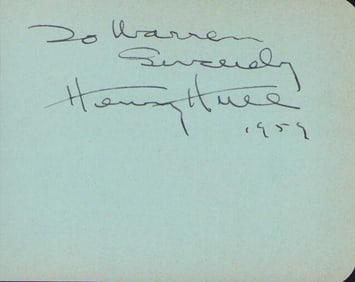 To Warren
Sincerely
Henry Hull
1959